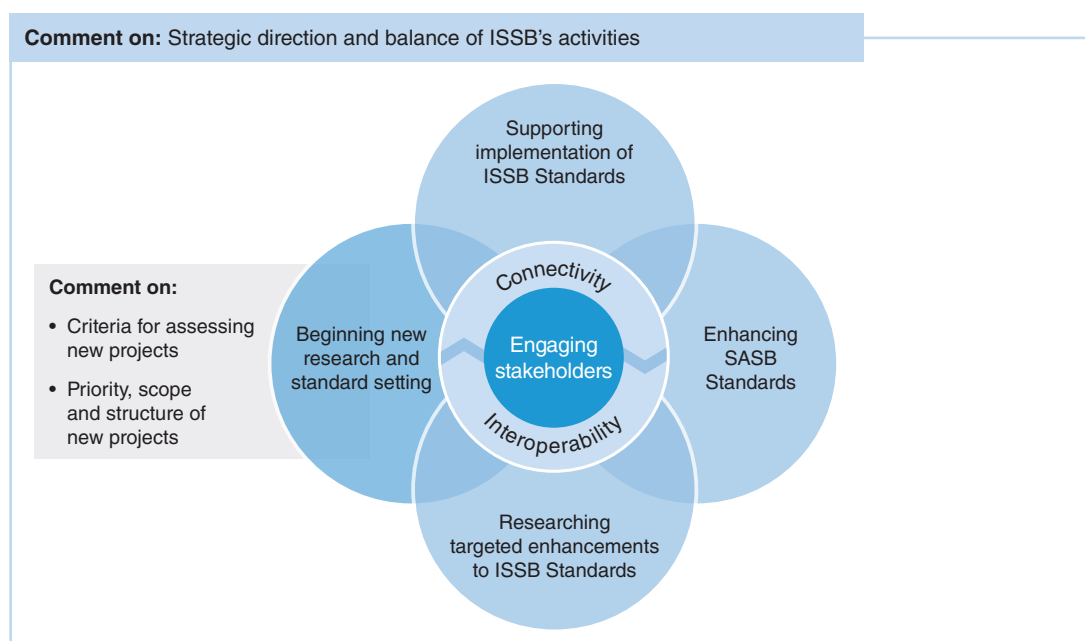 Comment on: Strategic direction and balance of ISSB's activities
Supporting
implementation of
ISSB Standards
Comment on:
• Criteria for assessing
new projects
• Priority, scope
and structure of
new projects
Beginning new
research and
standard setting
Connectivity
Engaging
stakeholders
Interoperability
Enhancing
SASB
Standards
Researching
targeted enhancements
to ISSB Standards